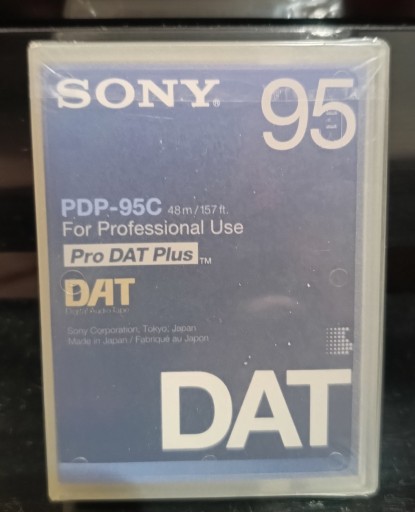 SONY® 95
PDP-95C 48m/157ft.
For Professional Use
Pro DAT Plus™
DAT
Digital Audio Tape
Sony Corporation, Tokyo, Japan
Made in Japan / Fabriqué au Japon
DAT